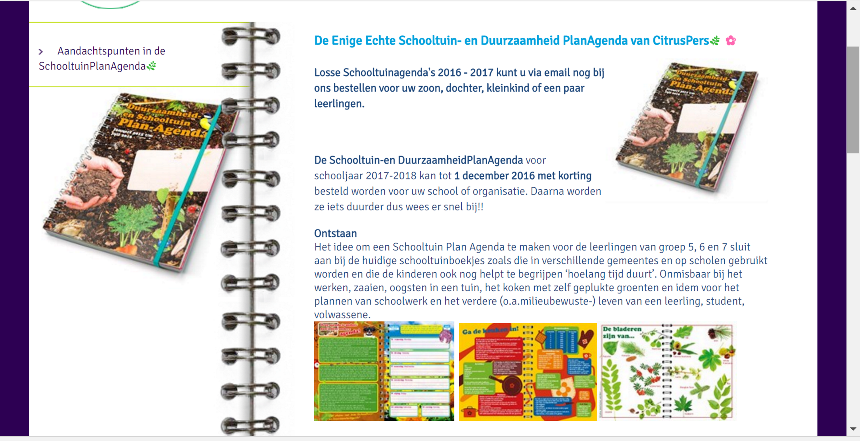 Aandachtspunten in de
SchooltuinPlanAgenda
Duurzaamheid-
en Schooltuin
Plan-Agenda
De Enige Echte Schooltuin- en Duurzaamheid PlanAgenda van CitrusPers
Losse Schooltuinagenda's 2016 - 2017 kunt u via email nog bij
ons bestellen voor uw zoon, dochter, kleinkind of een paar
leerlingen.
Duurzaamheid-
en Schooltuin
Plan-Agenda
De Schooltuin-en DuurzaamheidPlanAgenda voor
schooljaar 2017-2018 kan tot 1 december 2016 met korting
besteld worden voor uw school of organisatie. Daarna worden
ze iets duurder dus wees er snel bij!!
Ontstaan
Het idee om een Schooltuin Plan Agenda te maken voor de leerlingen van groep 5, 6 en 7 sluit
aan bij de huidige schooltuinboekjes zoals die in verschillende gemeentes en op scholen gebruikt
worden en die de kinderen ook nog helpt te begrijpen ‘hoelang tijd duurt’. Onmisbaar bij het
werken, zaaien, oogsten in een tuin, het koken met zelf geplukte groenten en idem voor het
plannen van schoolwerk en het verdere (o.a.milieubewuste-) leven van een leerling, student,
volwassene.
Ga de keuken in!
De bladeren
zijn van...